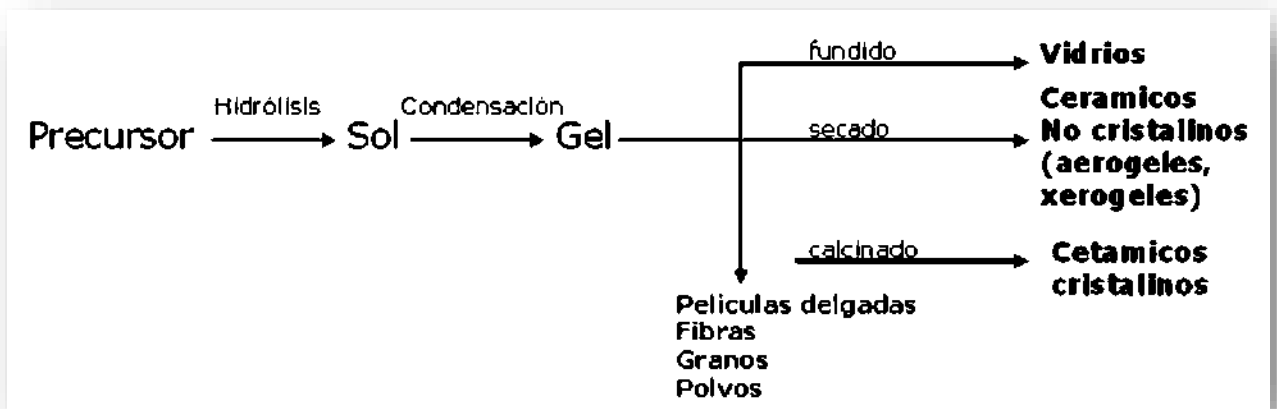 fundido
Vidrios
Hidrólisis
Condensación
Precursor
Sol
Gel
secado
Ceramicos
No cristalinos
(aerogeles,
xerogeles)
calcinado
Cetamicos
cristalinos
Peliculas delgadas
Fibras
Granos
Polvos